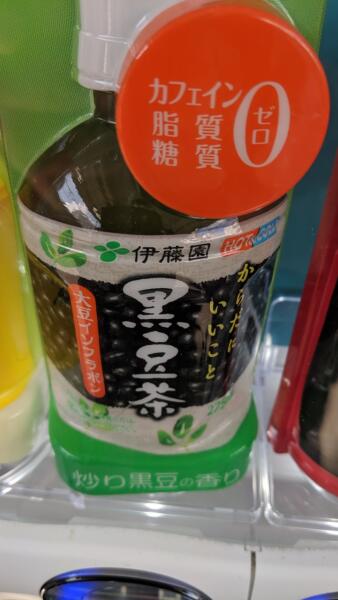 カフェイン
脂質
糖質
0
ゼロ
伊藤園
HOT&COLD
からだに
いいこと
黒豆茶
大豆イソフラボン
炒り黒豆の香り